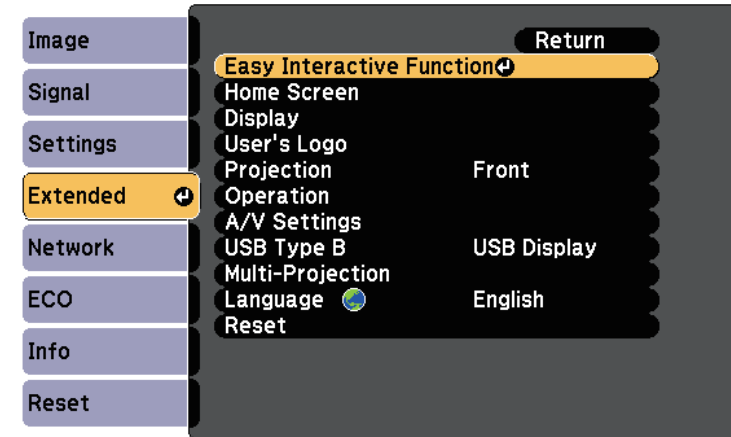 Image
Signal
Settings
Extended
Network
ECO
Info
Reset
Return
Easy Interactive Function
Home Screen
Display
User's Logo
Projection Front
Operation
A/V Settings
USB Type B USB Display
Multi-Projection
Language English
Reset